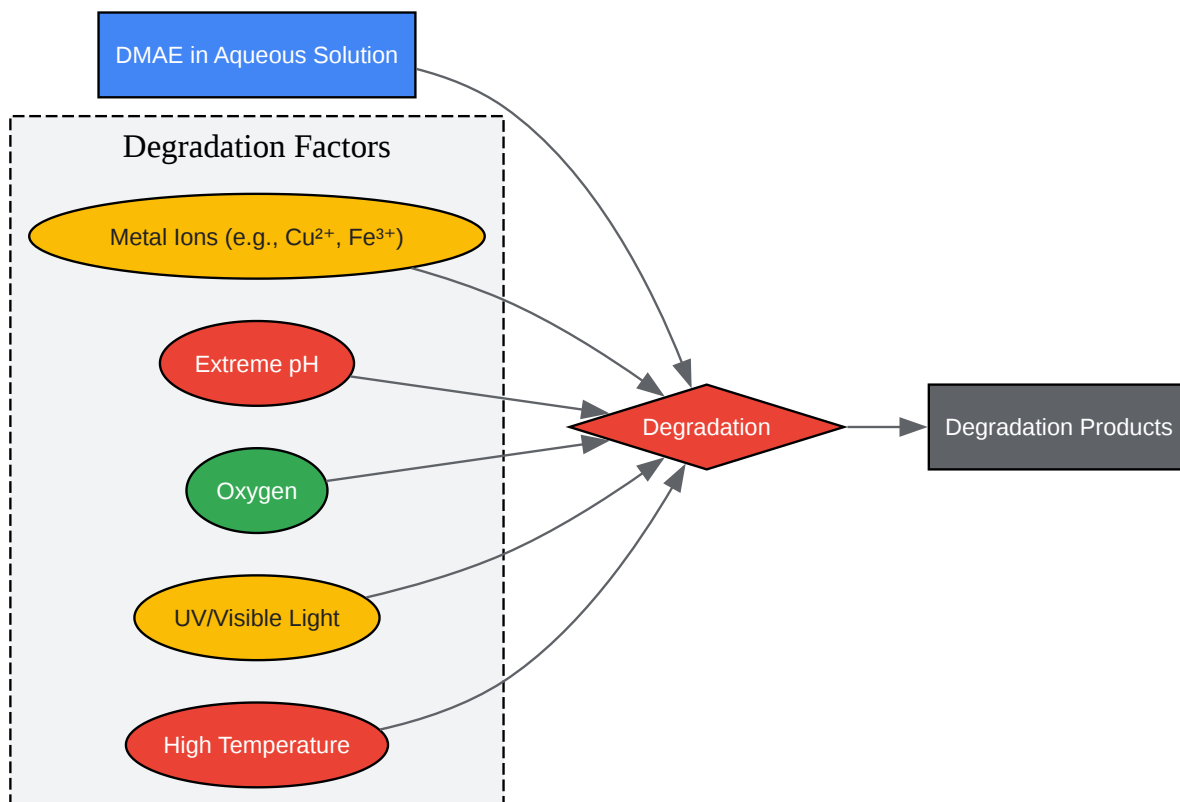 DMAE in Aqueous Solution
Degradation Factors
Metal Ions (e.g., Cu²⁺, Fe³⁺)
Extreme pH
Oxygen
UV/Visible Light
High Temperature
Degradation
Degradation Products